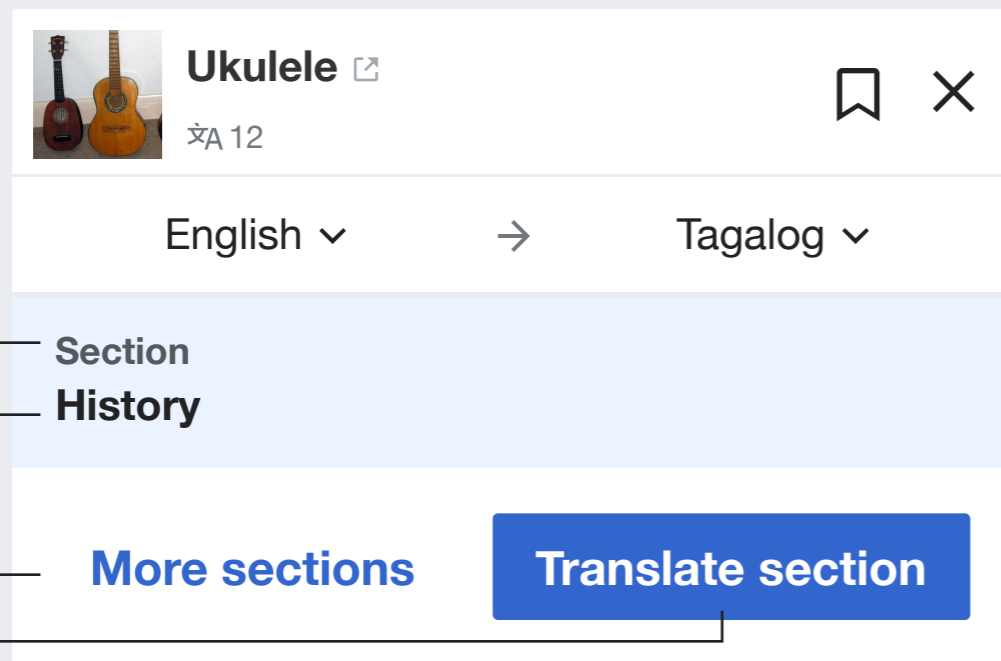 Ukulele
文A 12
English → Tagalog
Section
History
More sections
Translate section